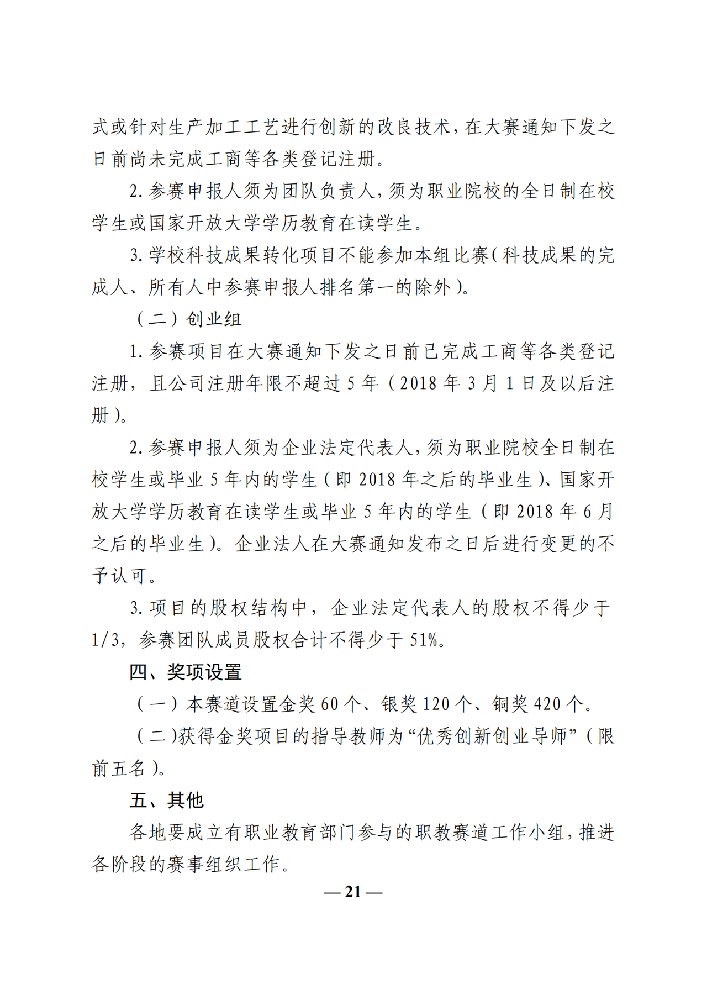 式或针对生产加工工艺进行创新的改良技术，在大赛通知下发之
日前尚未完成工商等各类登记注册。
2. 参赛申报人须为团队负责人，须为职业院校的全日制在校
学生或国家开放大学学历教育在读学生。
3. 学校科技成果转化项目不能参加本组比赛（科技成果的完
成人、所有人中参赛申报人排名第一的除外）。
（二）创业组
1. 参赛项目在大赛通知下发之日前已完成工商等各类登记
注册，且公司注册年限不超过 5 年（2018 年 3 月 1 日及以后注
册）。
2. 参赛申报人须为企业法定代表人，须为职业院校全日制在
校学生或毕业 5 年内的学生（即 2018 年之后的毕业生）、国家开
放大学学历教育在读学生或毕业 5 年内的学生（即 2018 年 6 月
之后的毕业生）。企业法人在大赛通知发布之日后进行变更的不
予认可。
3. 项目的股权结构中，企业法定代表人的股权不得少于
1/3，参赛团队成员股权合计不得少于 51%。
四、奖项设置
（一）本赛道设置金奖 60 个、银奖 120 个、铜奖 420 个。
（二）获得金奖项目的指导教师为“优秀创新创业导师”（限
前五名）。
五、其他
各地要成立有职业教育部门参与的职教赛道工作小组，推进
各阶段的赛事组织工作。
— 21 —